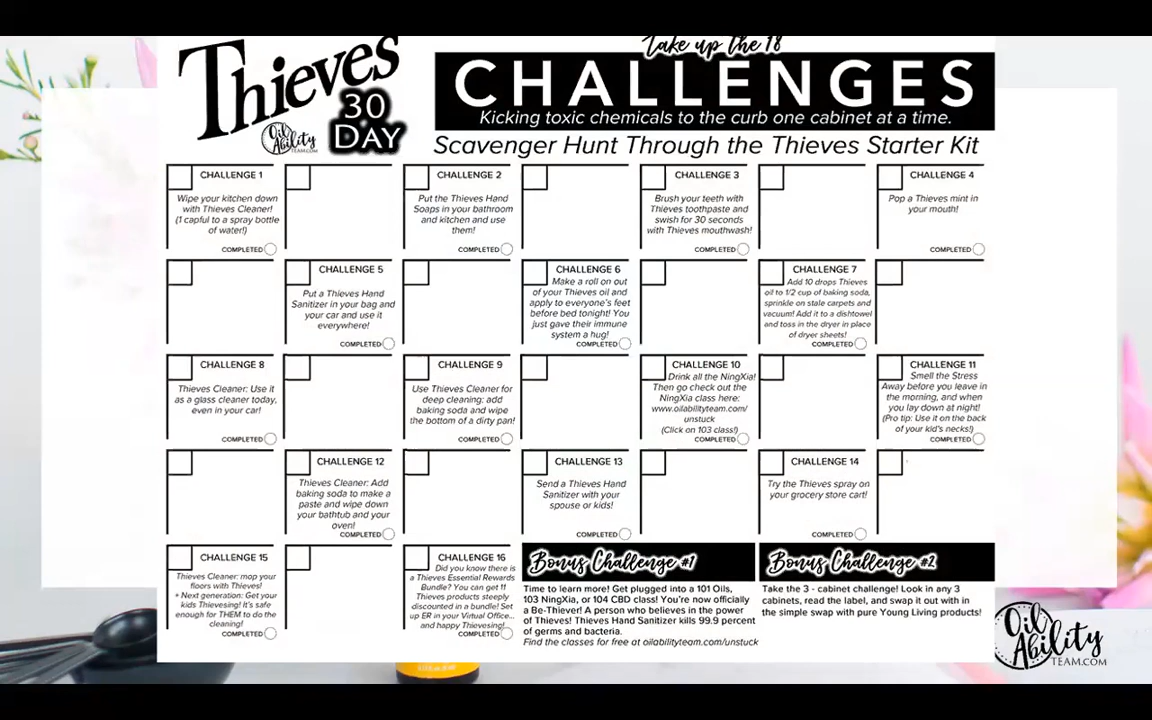 Thieves
30
DAY
Oil
Ability
TEAM.COM
Take up the 18
CHALLENGES
Kicking toxic chemicals to the curb one cabinet at a time.
Scavenger Hunt Through the Thieves Starter Kit
CHALLENGE 1
Wipe your kitchen down
with Thieves Cleaner!
(1 capful to a spray bottle
of water!)
COMPLETED
CHALLENGE 2
Put the Thieves Hand
Soaps in your bathroom
and kitchen and use
them!
COMPLETED
CHALLENGE 3
Brush your teeth with
Thieves toothpaste and
swish for 30 seconds
with Thieves mouthwash!
COMPLETED
CHALLENGE 4
Pop a Thieves mint in
your mouth!
COMPLETED
CHALLENGE 5
Put a Thieves Hand
Sanitizer in your bag and
your car and use it
everywhere!
COMPLETED
CHALLENGE 6
Make a roll on out
of your Thieves oil and
apply to everyone's feet
before bed tonight! You
just gave their immune
system a hug!
COMPLETED
CHALLENGE 7
Add 10 drops Thieves
oil to 1/2 cup of baking soda,
sprinkle on stale carpets and
vacuum! Add it to a dishtowel
and toss in the dryer in place
of dryer sheets!
COMPLETED
CHALLENGE 8
Thieves Cleaner: Use it
as a glass cleaner today,
even in your car!
COMPLETED
CHALLENGE 9
Use Thieves Cleaner for
deep cleaning: add
baking soda and wipe
the bottom of a dirty pan!
COMPLETED
CHALLENGE 10
Drink all the NingXia!
Then go check out the
NingXia class here:
www.oilabilityteam.com/
unstuck
(Click on 103 class!)
COMPLETED
CHALLENGE 11
Smell the Stress
Away before you leave in
the morning, and when
you lay down at night!
(Pro tip: Use it on the back
of your kid's necks!)
COMPLETED
CHALLENGE 12
Thieves Cleaner: Add
baking soda to make a
paste and wipe down
your bathtub and your
oven!
COMPLETED
CHALLENGE 13
Send a Thieves Hand
Sanitizer with your
spouse or kids!
COMPLETED
CHALLENGE 14
Try the Thieves spray on
your grocery store cart!
COMPLETED
CHALLENGE 15
Thieves Cleaner: mop your
floors with Thieves!
+ Next generation: Get your
kids Thievesing! It's safe
enough for THEM to do the
cleaning!
COMPLETED
CHALLENGE 16
Did you know there is
a Thieves Essential Rewards
Bundle? You can get 11
Thieves products steeply
discounted in a bundle! Set
up ER in your Virtual Office...
and happy Thievesing!
COMPLETED
Bonus Challenge #1
Time to learn more! Get plugged into a 101 Oils,
103 NingXia, or 104 CBD class! You're now officially
a Be-Thiever! A person who believes in the power
of Thieves! Thieves Hand Sanitizer kills 99.9 percent
of germs and bacteria.
Find the classes for free at oilabilityteam.com/unstuck
Bonus Challenge #2
Take the 3 - cabinet challenge! Look in any 3
cabinets, read the label, and swap it out with in
the simple swap with pure Young Living products!
Oil
Ability
TEAM.COM